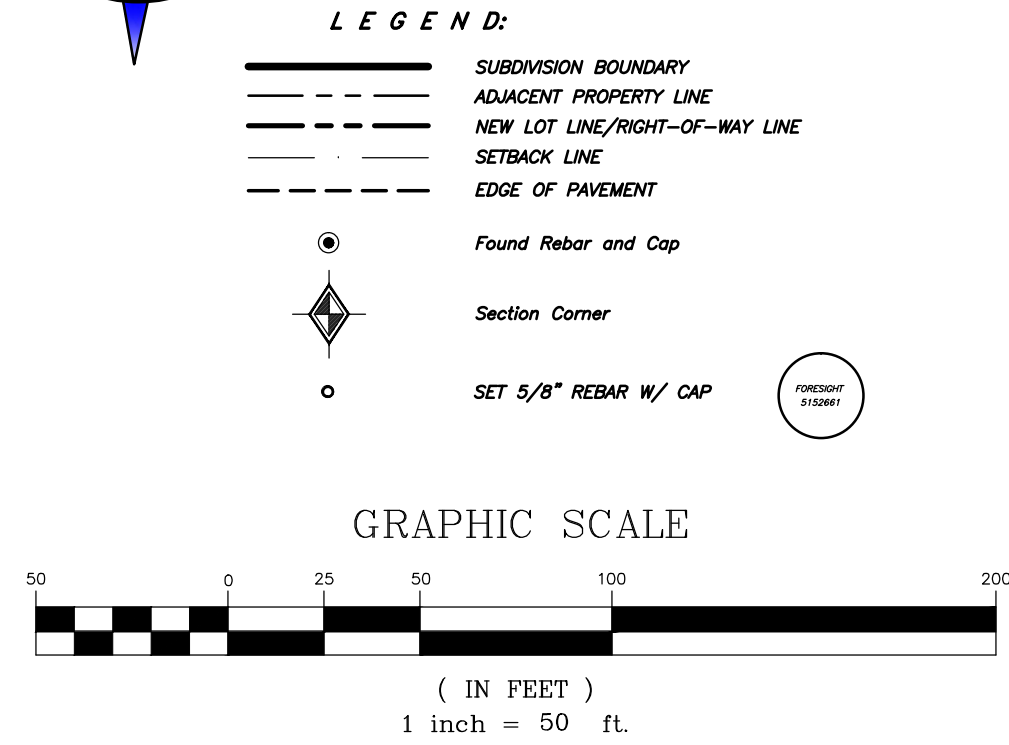 LEGEND:
SUBDIVISION BOUNDARY
ADJACENT PROPERTY LINE
NEW LOT LINE/RIGHT-OF-WAY LINE
SETBACK LINE
EDGE OF PAVEMENT
Found Rebar and Cap
Section Corner
SET 5/8" REBAR W/ CAP
FORESIGHT
5152661
GRAPHIC SCALE
50 0 25 50 100 200
( IN FEET )
1 inch = 50 ft.